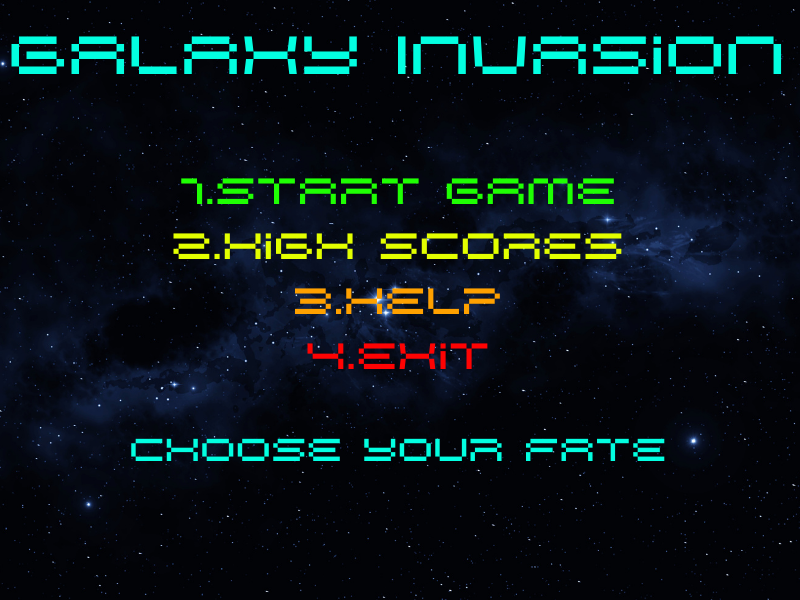 GALAXY INVASiON
1.START GAME
2.HiGH SCORES
3.HELP
4.EXiT
CHOOSE YOUR FATE